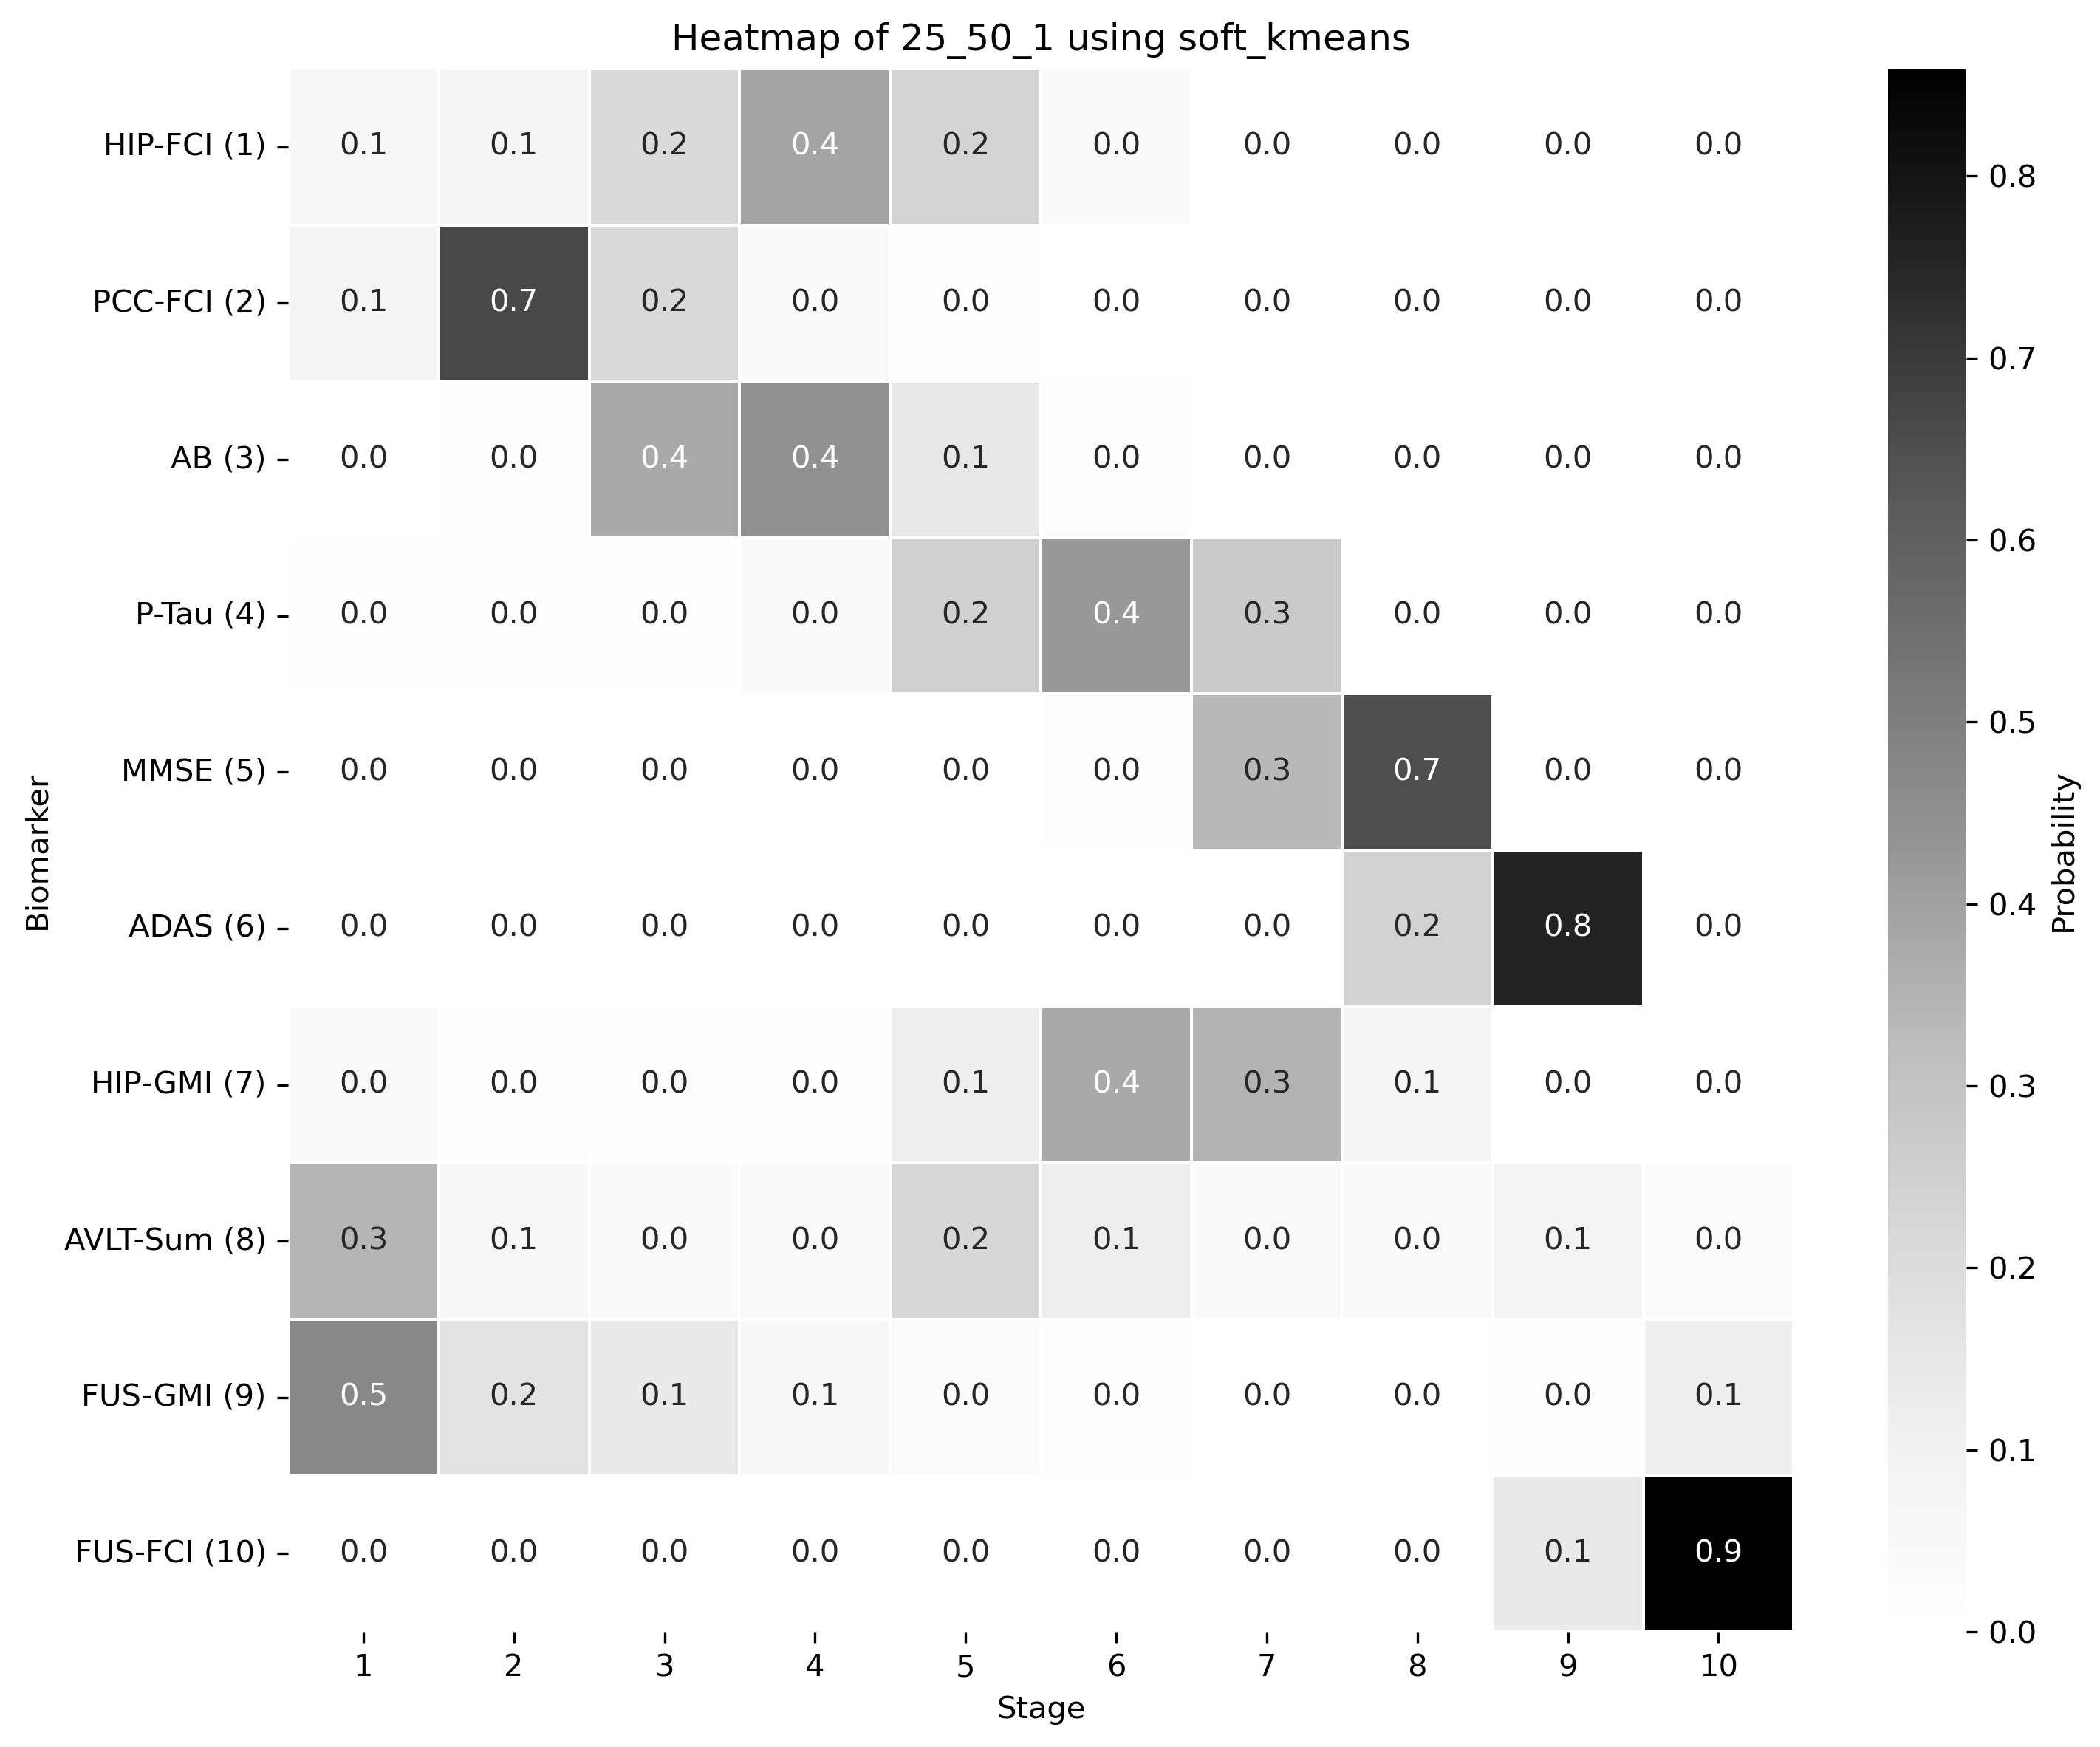 Heatmap of 25_50_1 using soft_kmeans
HIP-FCI (1) 0.1 0.1 0.2 0.4 0.2 0.0 0.0 0.0 0.0 0.0
PCC-FCI (2) 0.1 0.7 0.2 0.0 0.0 0.0 0.0 0.0 0.0 0.0
AB (3) 0.0 0.0 0.4 0.4 0.1 0.0 0.0 0.0 0.0 0.0
P-Tau (4) 0.0 0.0 0.0 0.0 0.2 0.4 0.3 0.0 0.0 0.0
MMSE (5) 0.0 0.0 0.0 0.0 0.0 0.0 0.3 0.7 0.0 0.0
ADAS (6) 0.0 0.0 0.0 0.0 0.0 0.0 0.0 0.2 0.8 0.0
HIP-GMI (7) 0.0 0.0 0.0 0.0 0.1 0.4 0.3 0.1 0.0 0.0
AVLT-Sum (8) 0.3 0.1 0.0 0.0 0.2 0.1 0.0 0.0 0.1 0.0
FUS-GMI (9) 0.5 0.2 0.1 0.1 0.0 0.0 0.0 0.0 0.0 0.1
FUS-FCI (10) 0.0 0.0 0.0 0.0 0.0 0.0 0.0 0.0 0.1 0.9
1 2 3 4 5 6 7 8 9 10
Stage
Biomarker
0.8
0.7
0.6
0.5
0.4
0.3
0.2
0.1
0.0
Probability